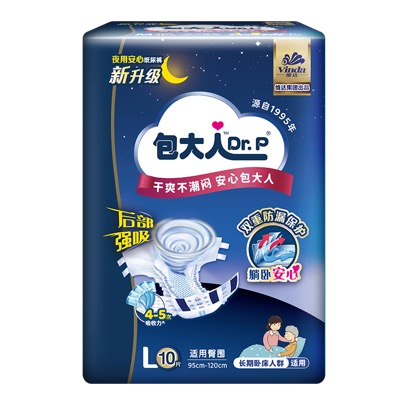 夜用安心纸尿裤
新升级
Vinda
维达
维达集团出品
源自1995年
包大人™Dr.P®
干爽不潮闷 安心包大人
后部
强吸
双重防漏保护
躺卧安心
4-5次
吸收力
L 10片
适用臀围
95cm-120cm
长期卧床人群 适用